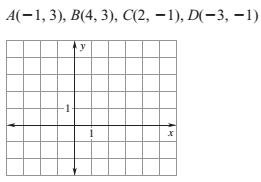 A(−1, 3), B(4, 3), C(2, −1), D(−3, −1)
y
1
1
x